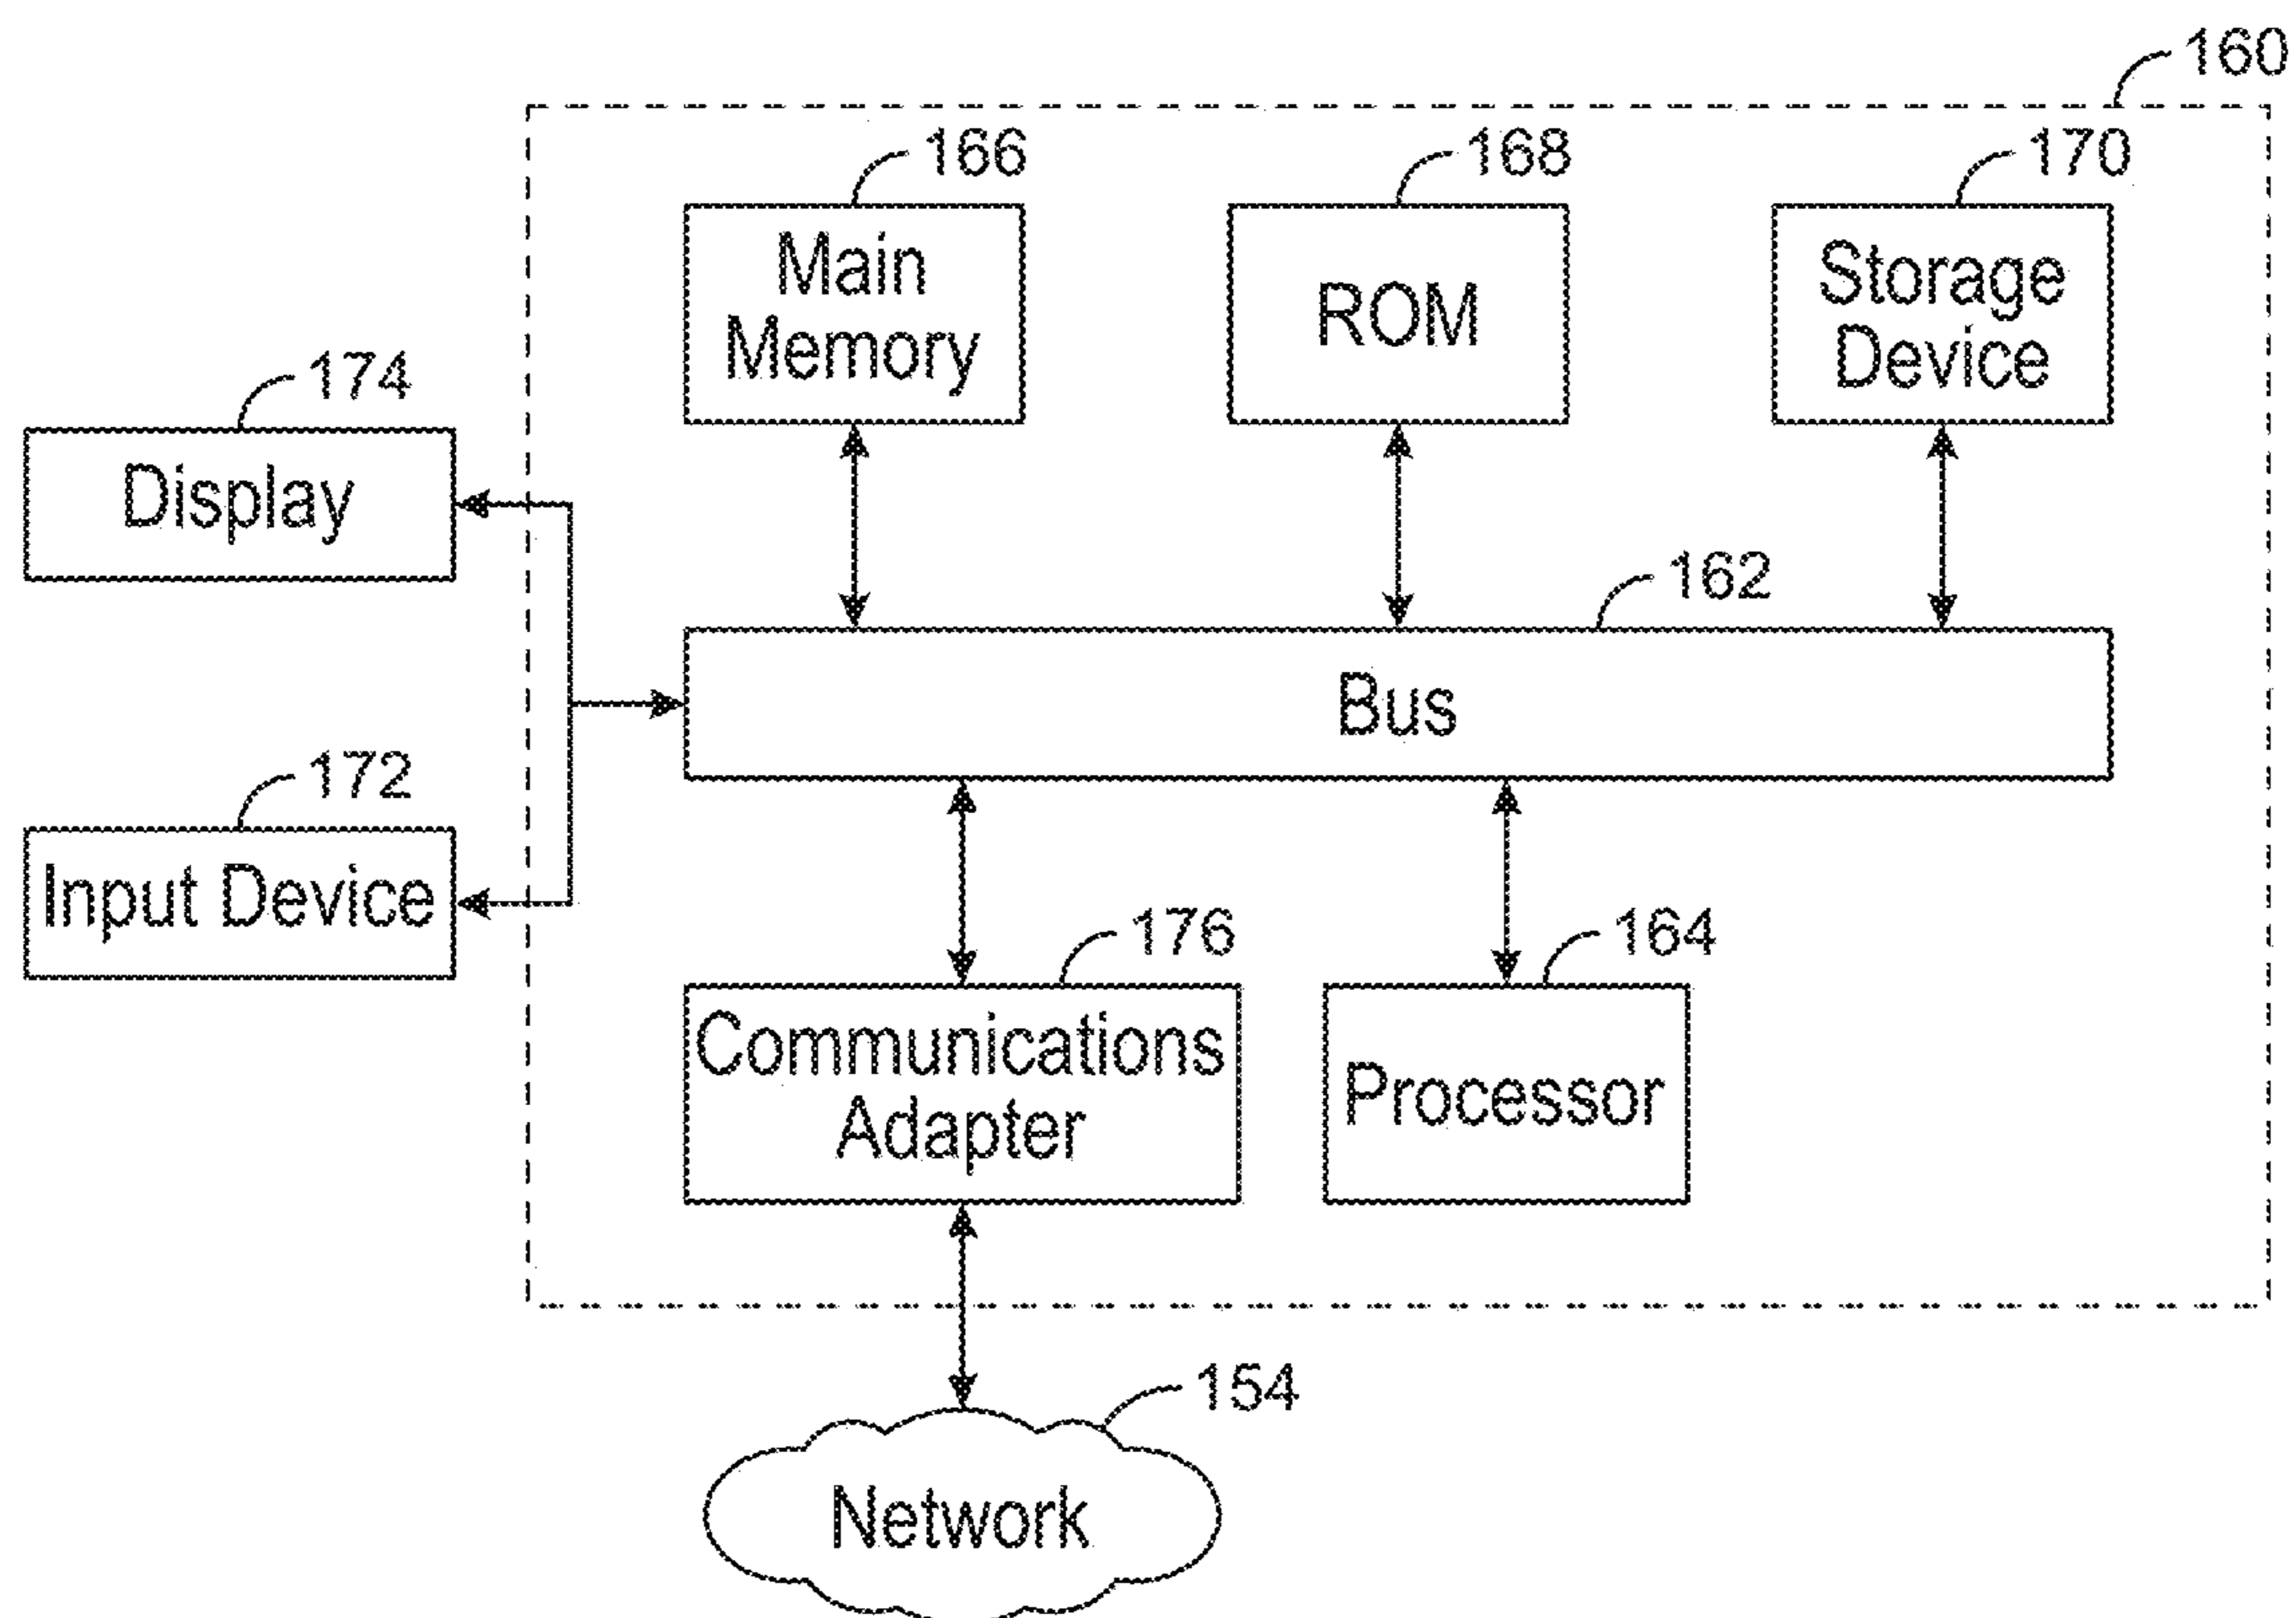 160
166
168
170
Main
Memory
ROM
Storage
Device
174
Display
162
Bus
172
Input Device
176
164
Communications
Adapter
Processor
154
Network